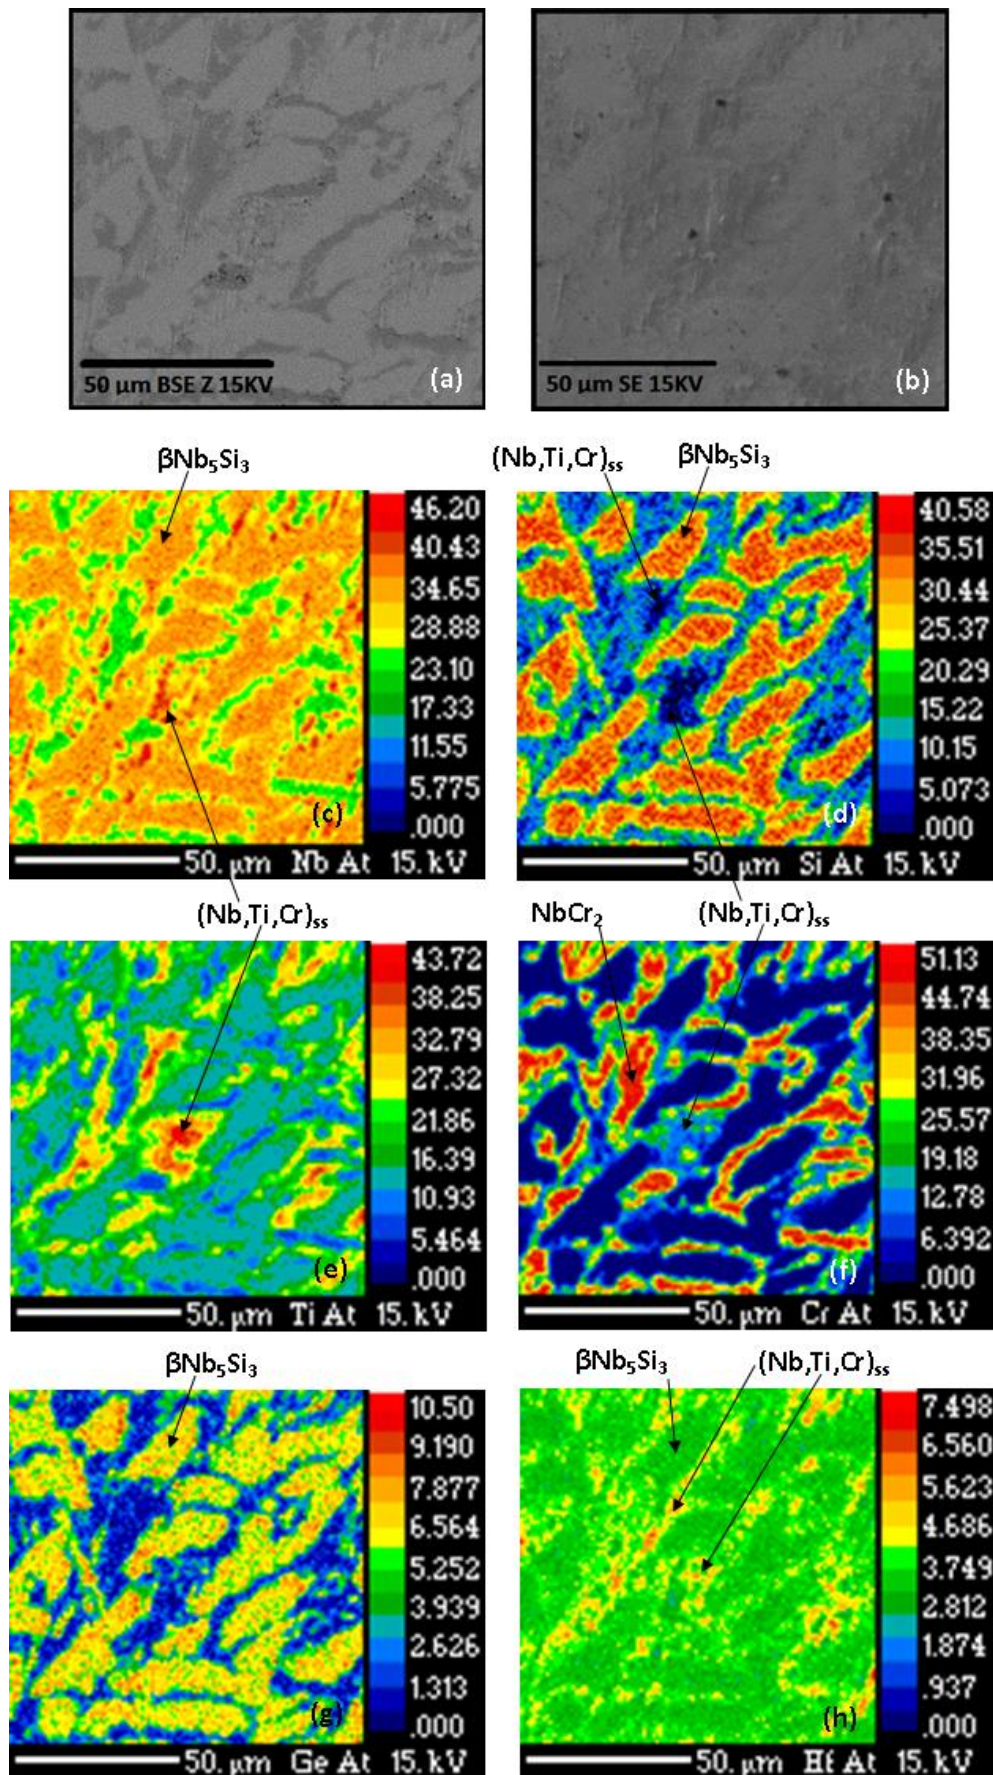 50 μm BSE Z 15KV
(a)
50 μm SE 15KV
(b)
βNb₅Si₃
(Nb,Ti,Cr)ss
βNb₅Si₃
46.20
40.43
34.65
28.88
23.10
17.33
11.55
5.775
.000
(c)
50. μm Nb At 15. kV
40.58
35.51
30.44
25.37
20.29
15.22
10.15
5.073
.000
(d)
50. μm Si At 15. kV
(Nb,Ti,Cr)ss
NbCr₂
(Nb,Ti,Cr)ss
43.72
38.25
32.79
27.32
21.86
16.39
10.93
5.464
.000
(e)
50. μm Ti At 15. kV
51.13
44.74
38.35
31.96
25.57
19.18
12.78
6.392
.000
(f)
50. μm Cr At 15. kV
βNb₅Si₃
βNb₅Si₃
(Nb,Ti,Cr)ss
10.50
9.190
7.877
6.564
5.252
3.939
2.626
1.313
.000
(g)
50. μm Ge At 15. kV
7.498
6.560
5.623
4.686
3.749
2.812
1.874
.937
.000
(h)
50. μm Hf At 15. kV